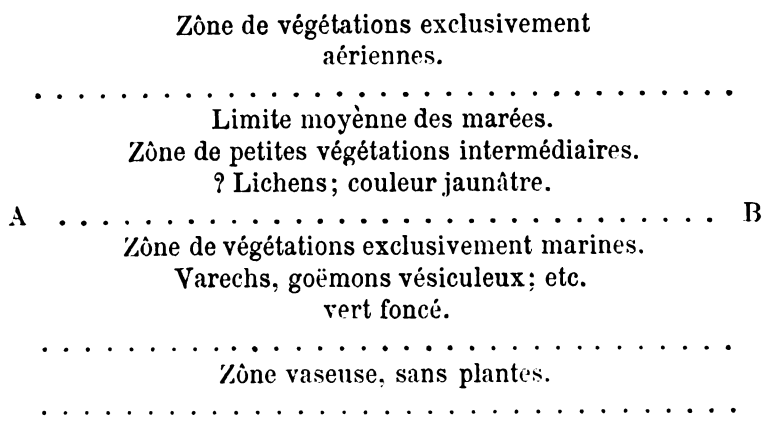 Zône de végétations exclusivement
aériennes.
. . . . . . . . . . . . . . . . . . . . . . . . . . . . . . . . .
Limite moyènne des marées.
Zône de petites végétations intermédiaires.
? Lichens; couleur jaunâtre.
A . . . . . . . . . . . . . . . . . . . . . . . . . . . . . . . B
Zône de végétations exclusivement marines.
Varechs, goëmons vésiculeux; etc.
vert foncé.
. . . . . . . . . . . . . . . . . . . . . . . . . . . . . . . . .
Zône vaseuse, sans plantes.
. . . . . . . . . . . . . . . . . . . . . . . . . . . . . . . . .